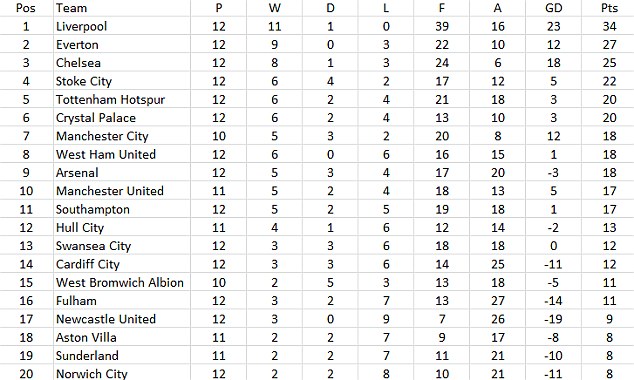 Pos Team P W D L F A GD Pts
1 Liverpool 12 11 1 0 39 16 23 34
2 Everton 12 9 0 3 22 10 12 27
3 Chelsea 12 8 1 3 24 6 18 25
4 Stoke City 12 6 4 2 17 12 5 22
5 Tottenham Hotspur 12 6 2 4 21 18 3 20
6 Crystal Palace 12 6 2 4 13 10 3 20
7 Manchester City 10 5 3 2 20 8 12 18
8 West Ham United 12 6 0 6 16 15 1 18
9 Arsenal 12 5 3 4 17 20 -3 18
10 Manchester United 11 5 2 4 18 13 5 17
11 Southampton 12 5 2 5 19 18 1 17
12 Hull City 11 4 1 6 12 14 -2 13
13 Swansea City 12 3 3 6 18 18 0 12
14 Cardiff City 12 3 3 6 14 25 -11 12
15 West Bromwich Albion 10 2 5 3 13 18 -5 11
16 Fulham 12 3 2 7 13 27 -14 11
17 Newcastle United 12 3 0 9 7 26 -19 9
18 Aston Villa 11 2 2 7 9 17 -8 8
19 Sunderland 11 2 2 7 11 21 -10 8
20 Norwich City 12 2 2 8 10 21 -11 8